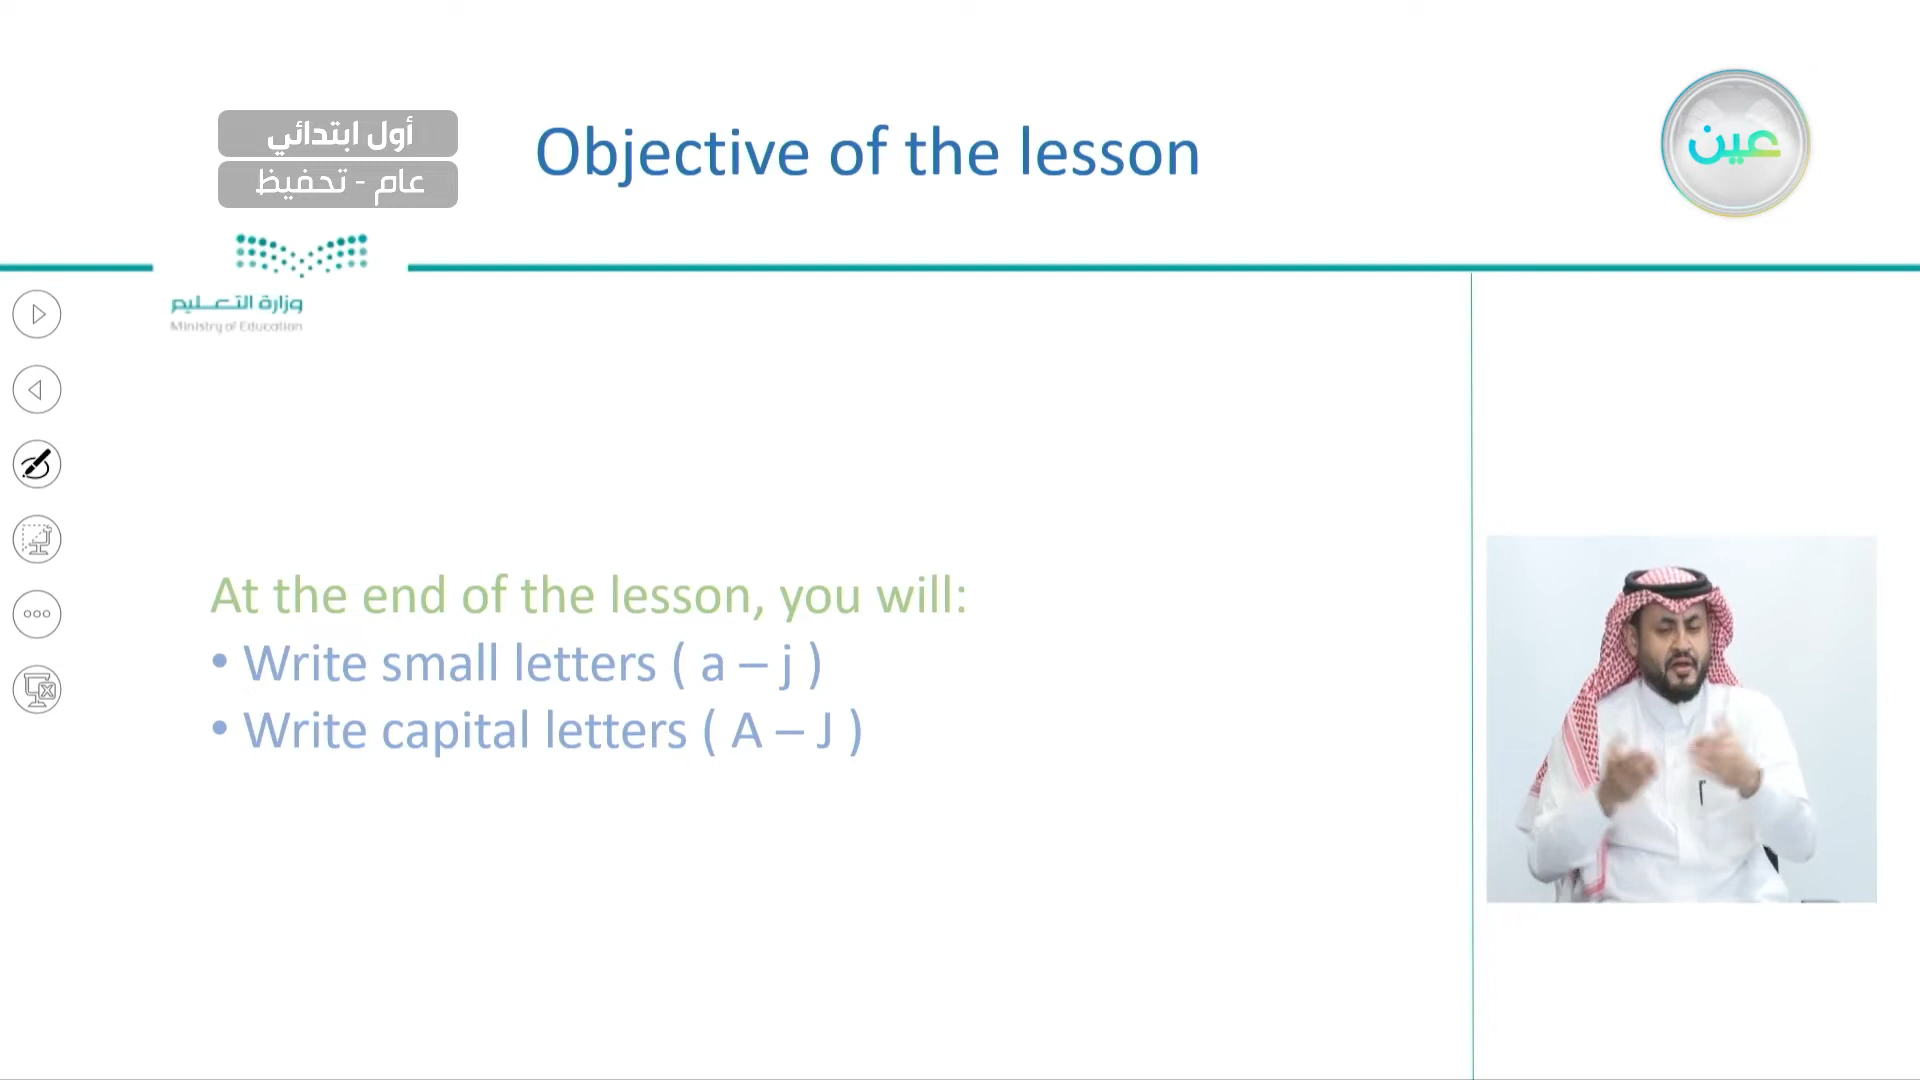 أول ابتدائي
عام - تحفيظ
Objective of the lesson
عين
وزارة التعليم
Ministry of Education
At the end of the lesson, you will:
• Write small letters ( a – j )
• Write capital letters ( A – J )